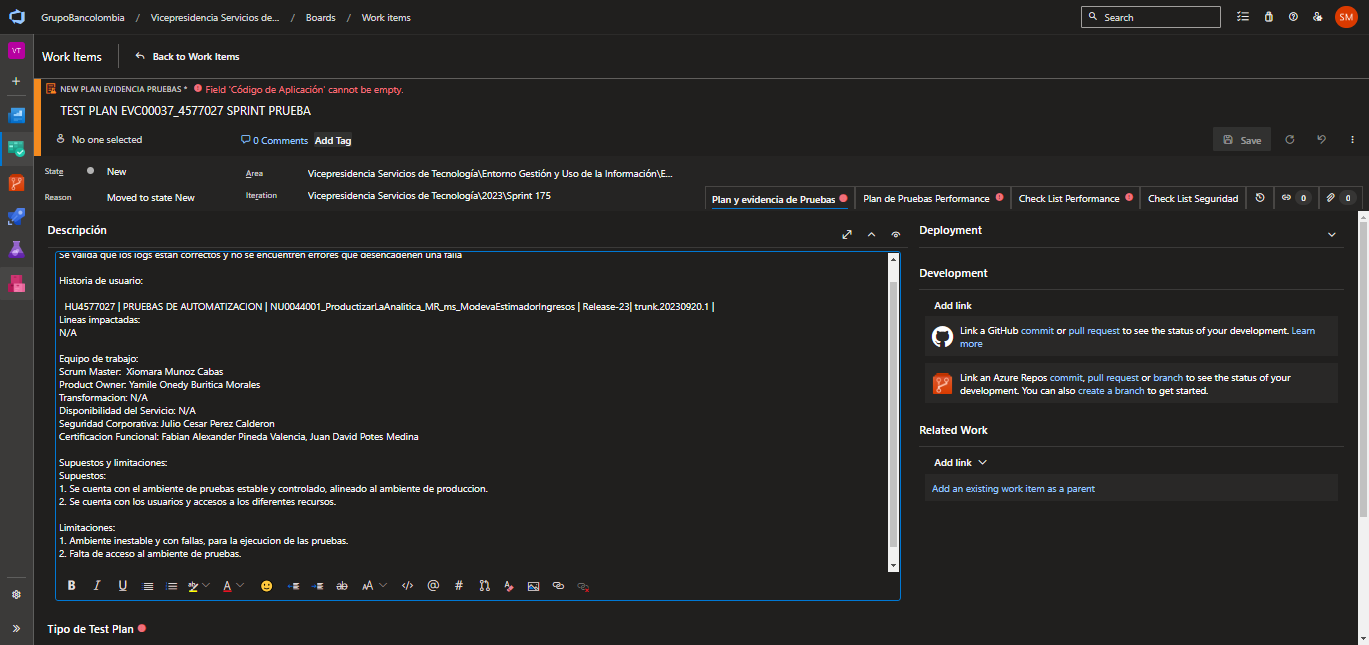 GrupoBancolombia / Vicepresidencia Servicios de... / Boards / Work items
Search
SM
VT
Work Items
Back to Work Items
NEW PLAN EVIDENCIA PRUEBAS * Field 'Código de Aplicación' cannot be empty.
TEST PLAN EVC00037_4577027 SPRINT PRUEBA
No one selected
0 Comments
Add Tag
Save
State
New
Area
Vicepresidencia Servicios de Tecnología\Entorno Gestión y Uso de la Información\E...
Reason
Moved to state New
Iteration
Vicepresidencia Servicios de Tecnología\2023\Sprint 175
Plan y evidencia de Pruebas
Plan de Pruebas Performance
Check List Performance
Check List Seguridad
0
0
Descripción
Se valida que los logs estan correctos y no se encuentren errores que desencadenen una falla
Historia de usuario:
HU4577027 | PRUEBAS DE AUTOMATIZACION | NU0044001_ProductizarLaAnalitica_MR_ms_ModevaEstimadorIngresos | Release-23| trunk.20230920.1 |
Lineas impactadas:
N/A
Equipo de trabajo:
Scrum Master:  Xiomara Munoz Cabas
Product Owner: Yamile Onedy Buritica Morales
Transformacion: N/A
Disponibilidad del Servicio: N/A
Seguridad Corporativa: Julio Cesar Perez Calderon
Certificacion Funcional: Fabian Alexander Pineda Valencia, Juan David Potes Medina
Supuestos y limitaciones:
Supuestos:
1. Se cuenta con el ambiente de pruebas estable y controlado, alineado al ambiente de produccion.
2. Se cuenta con los usuarios y accesos a los diferentes recursos.
Limitaciones:
1. Ambiente inestable y con fallas, para la ejecucion de las pruebas.
2. Falta de acceso al ambiente de pruebas.
B I U
Tipo de Test Plan
Deployment
Development
Add link
Link a GitHub commit or pull request to see the status of your development. Learn
more
Link an Azure Repos commit, pull request or branch to see the status of your
development. You can also create a branch to get started.
Related Work
Add link
Add an existing work item as a parent